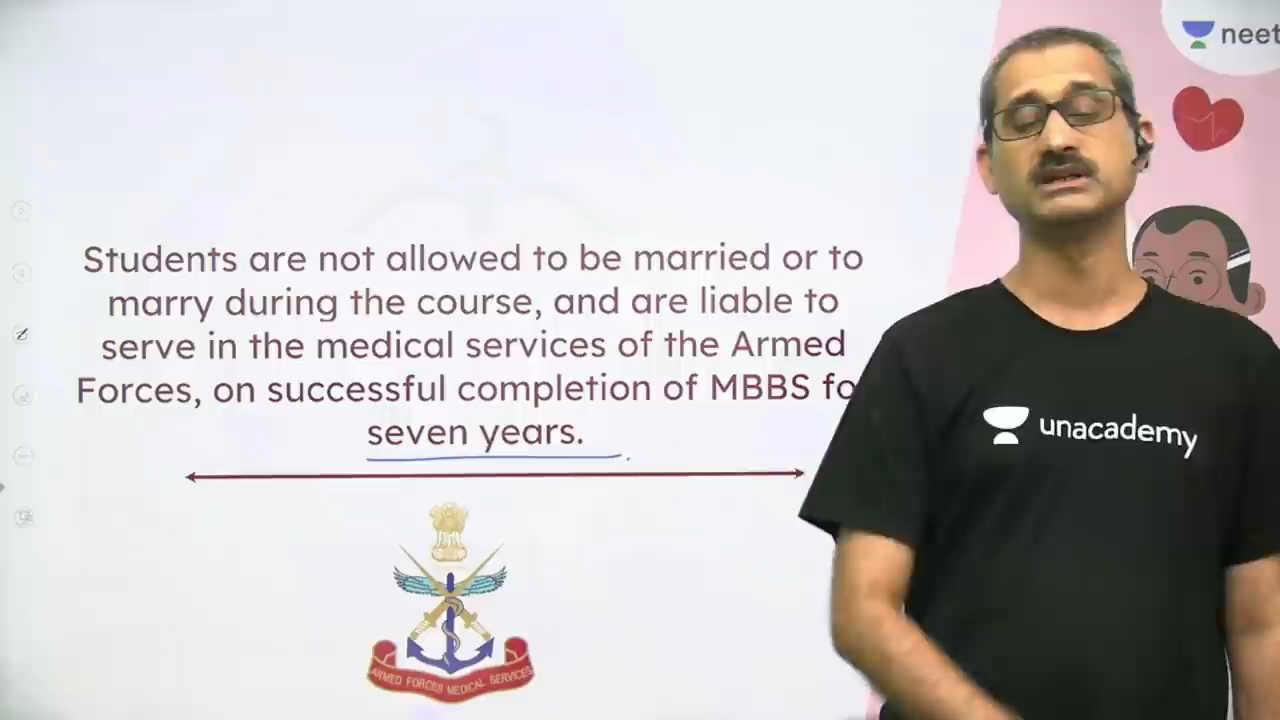 neet
Students are not allowed to be married or to
marry during the course, and are liable to
serve in the medical services of the Armed
Forces, on successful completion of MBBS fo
seven years.
unacademy
ARMED FORCES MEDICAL SERVICES